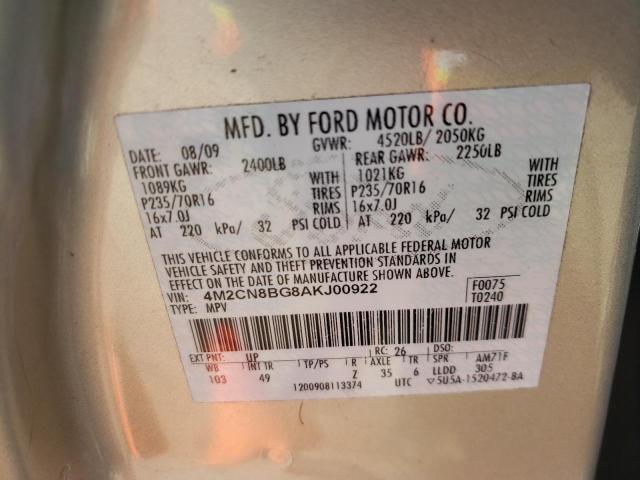 MFD. BY FORD MOTOR CO.
DATE: 08/09 GVWR: 4520LB/ 2050KG
FRONT GAWR: 2400LB REAR GAWR: 2250LB
1089KG WITH 1021KG WITH
P235/70R16 TIRES P235/70R16 TIRES
16x7.0J RIMS 16x7.0J RIMS
AT 220 kPa/ 32 PSI COLD AT 220 kPa/ 32 PSI COLD
THIS VEHICLE CONFORMS TO ALL APPLICABLE FEDERAL MOTOR
VEHICLE SAFETY AND THEFT PREVENTION STANDARDS IN
EFFECT ON THE DATE OF MANUFACTURE SHOWN ABOVE.
VIN: 4M2CN8BG8AKJ00922 F0075
TYPE: MPV T0240
EXT PNT: UP RC: 26 DSO:
WB INT TR TP/PS R AXLE TR SPR AM71F
103 49 Z 35 6 LLDD 305
1200908113374 UTC 5U5A-1520472-BA